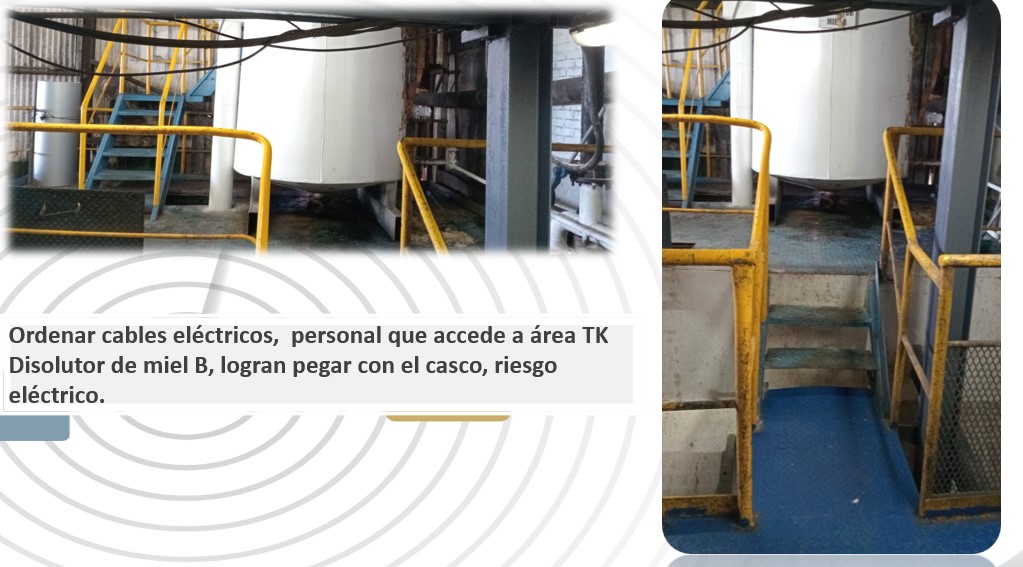 Ordenar cables eléctricos, personal que accede a área TK
Disolutor de miel B, logran pegar con el casco, riesgo
eléctrico.